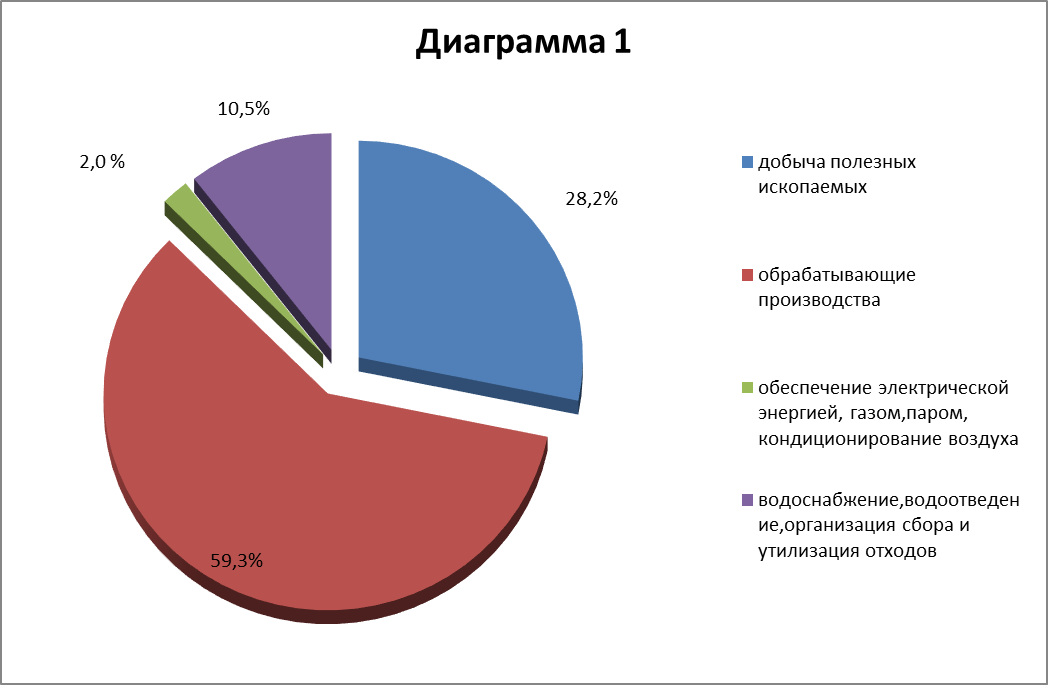 Диаграмма 1
10,5%
2,0 %
28,2%
59,3%
добыча полезных
ископаемых
обрабатывающие
производства
обеспечение электрической
энергией, газом,паром,
кондиционирование воздуха
водоснабжение,водоотведен
ие,организация сбора и
утилизация отходов